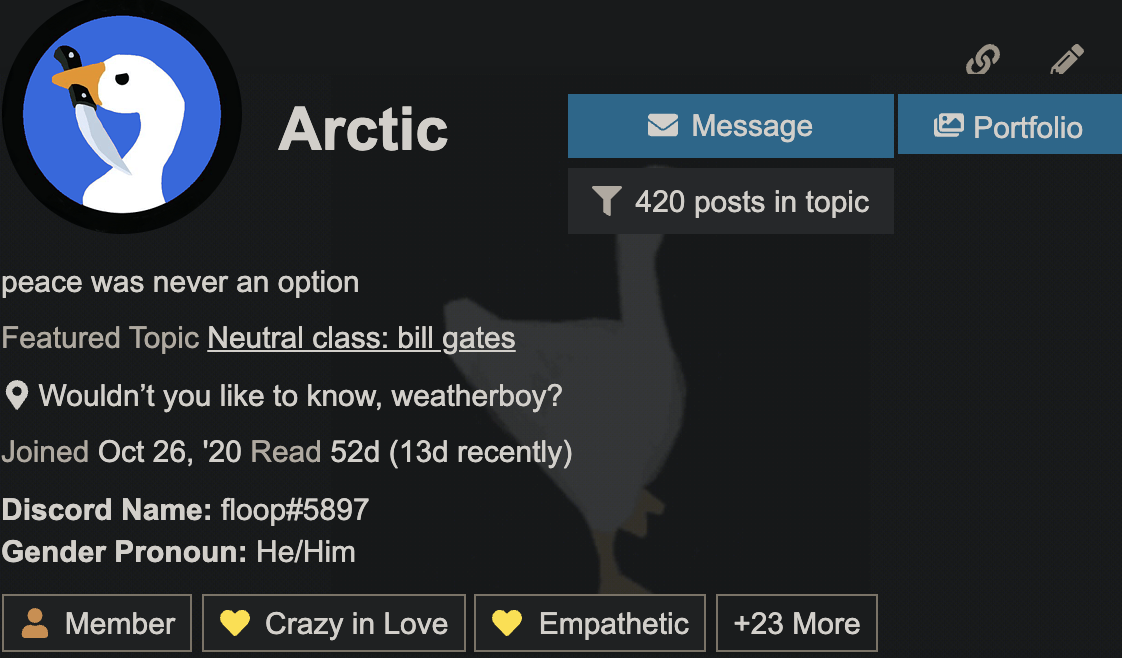 Arctic
Message
Portfolio
420 posts in topic
peace was never an option
Featured Topic Neutral class: bill gates
Wouldn’t you like to know, weatherboy?
Joined Oct 26, '20 Read 52d (13d recently)
Discord Name: floop#5897
Gender Pronoun: He/Him
Member
Crazy in Love
Empathetic
+23 More